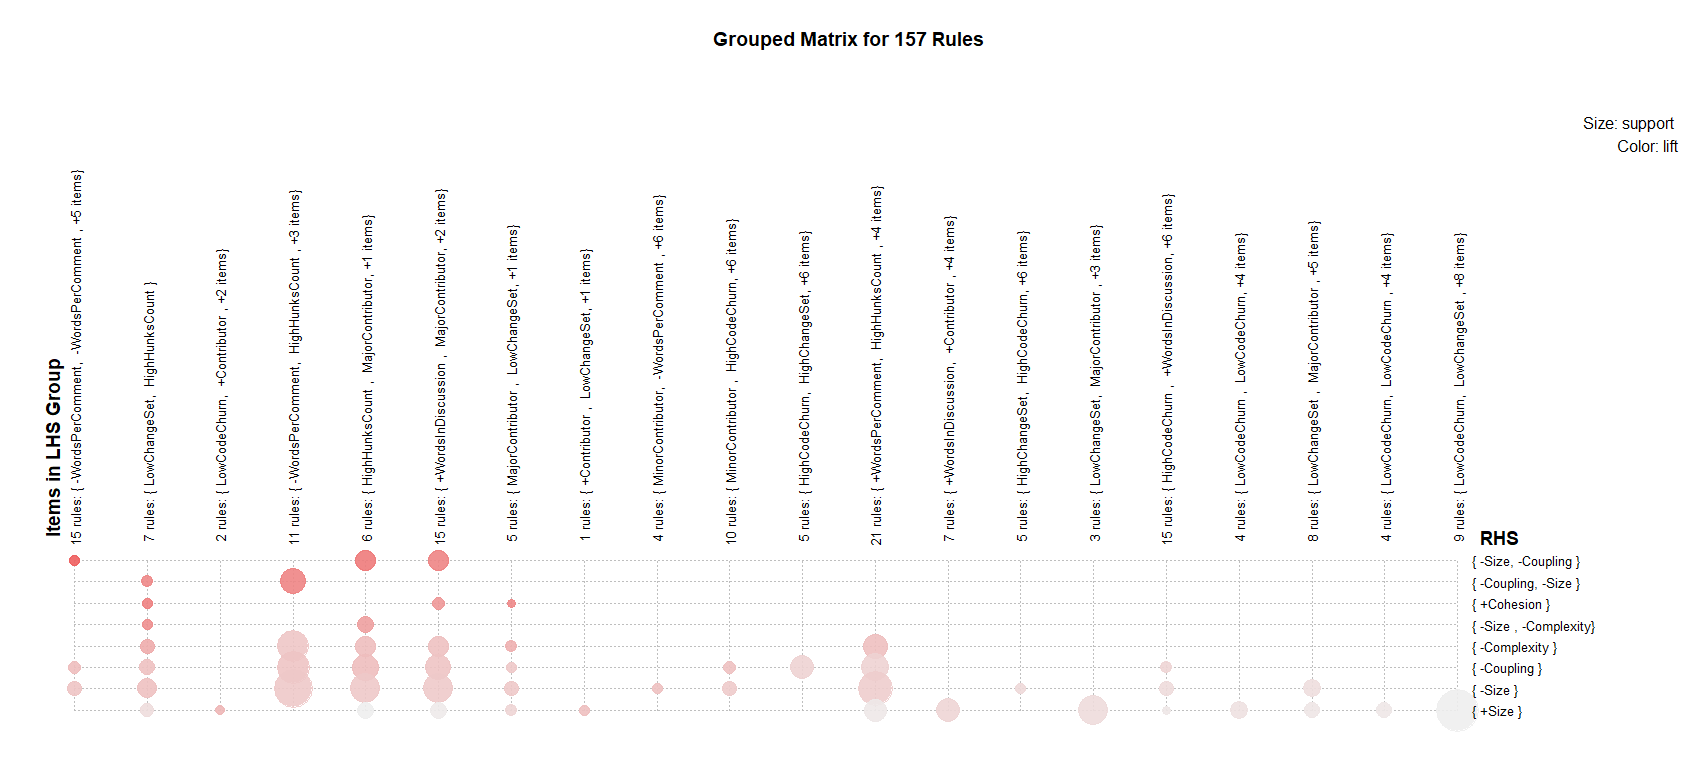 Grouped Matrix for 157 Rules
Size: support
Color: lift
Items in LHS Group
15 rules: { -WordsPerComment, -WordsPerComment , +5 items}
7 rules: { LowChangeSet, HighHunksCount }
2 rules: { LowCodeChurn, +Contributor , +2 items}
11 rules: { -WordsPerComment, HighHunksCount , +3 items}
6 rules: { HighHunksCount , MajorContributor, +1 items}
15 rules: { +WordsInDiscussion , MajorContributor, +2 items}
5 rules: { MajorContributor , LowChangeSet, +1 items}
1 rules: { +Contributor , LowChangeSet, +1 items}
4 rules: { MinorContributor, -WordsPerComment , +6 items}
10 rules: { MinorContributor , HighCodeChurn, +6 items}
5 rules: { HighCodeChurn, HighChangeSet, +6 items}
21 rules: { +WordsPerComment, HighHunksCount , +4 items}
7 rules: { +WordsInDiscussion, +Contributor , +4 items}
5 rules: { HighChangeSet, HighCodeChurn, +6 items}
3 rules: { LowChangeSet, MajorContributor , +3 items}
15 rules: { HighCodeChurn , +WordsInDiscussion, +6 items}
4 rules: { LowCodeChurn , LowCodeChurn, +4 items}
8 rules: { LowChangeSet , MajorContributor , +5 items}
4 rules: { LowCodeChurn, LowCodeChurn, +4 items}
9 rules: { LowCodeChurn, LowChangeSet , +8 items}
RHS
{ -Size, -Coupling }
{ -Coupling, -Size }
{ +Cohesion }
{ -Size , -Complexity}
{ -Complexity }
{ -Coupling }
{ -Size }
{ +Size }